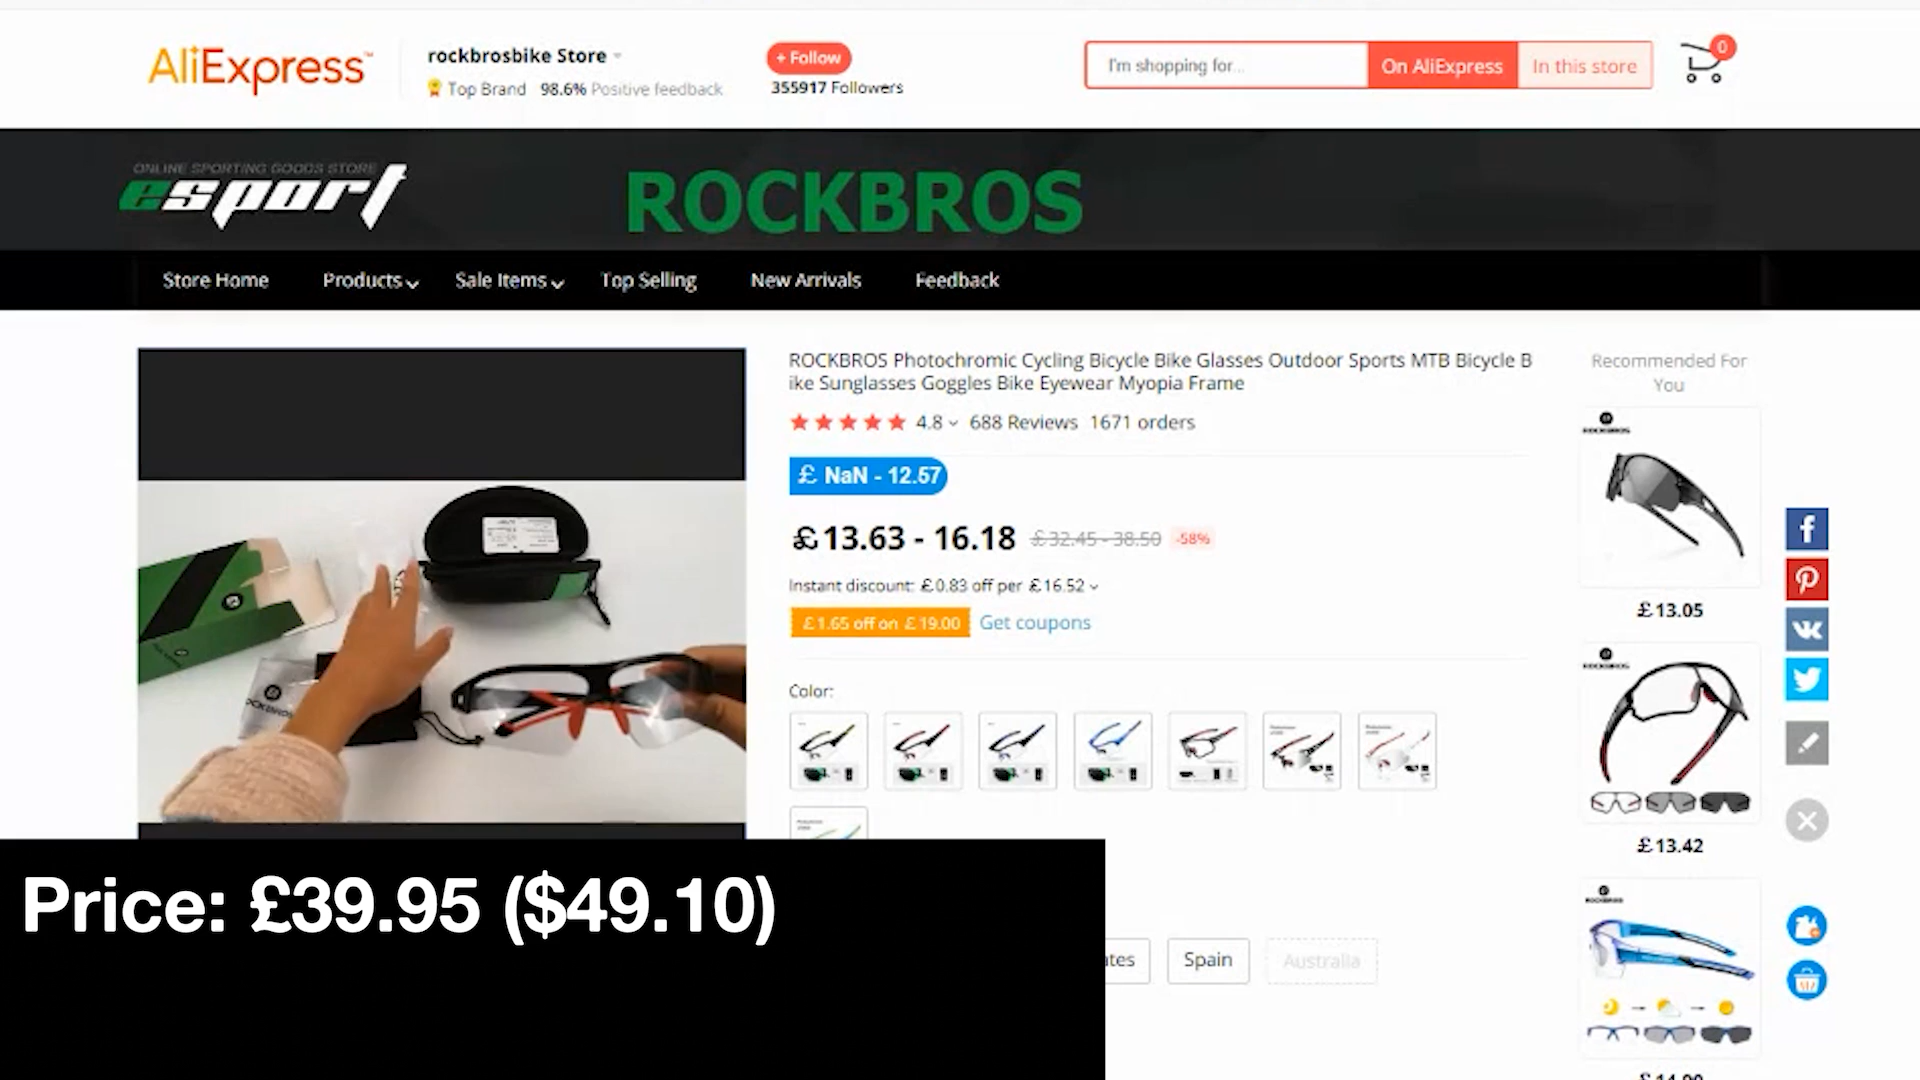 AliExpress™
rockbrosbike Store
Top Brand 98.6% Positive feedback
+ Follow
355917 Followers
I'm shopping for...
On AliExpress
In this store
0
ONLINE SPORTING GOODS STORE
esport
ROCKBROS
Store Home
Products
Sale Items
Top Selling
New Arrivals
Feedback
ROCKBROS Photochromic Cycling Bicycle Bike Glasses Outdoor Sports MTB Bicycle B
ike Sunglasses Goggles Bike Eyewear Myopia Frame
4.8 688 Reviews 1671 orders
£ NaN - 12.57
£13.63 - 16.18 £32.45 - 38.50 -58%
Instant discount: £0.83 off per £16.52
£1.65 off on £19.00 Get coupons
Color:
Spain
Australia
Recommended For
You
ROCKBROS
£13.05
ROCKBROS
£13.42
ROCKBROS
Price: £39.95 ($49.10)